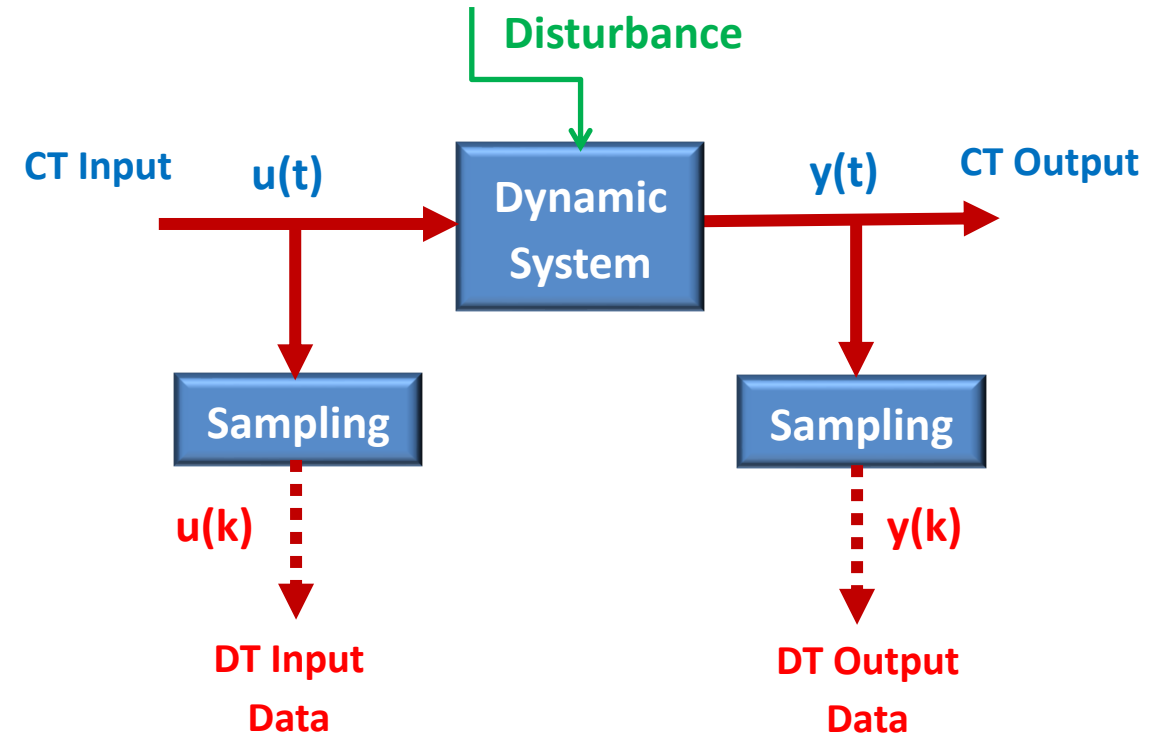 Disturbance
CT Input
u(t)
Dynamic
System
y(t)
CT Output
Sampling
Sampling
u(k)
y(k)
DT Input
Data
DT Output
Data